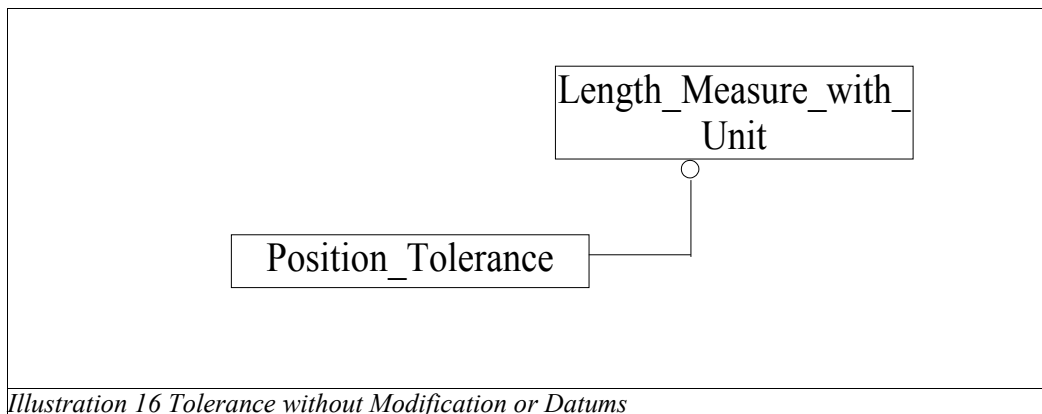 Length_Measure_with_
Unit
Position_Tolerance
Illustration 16 Tolerance without Modification or Datums